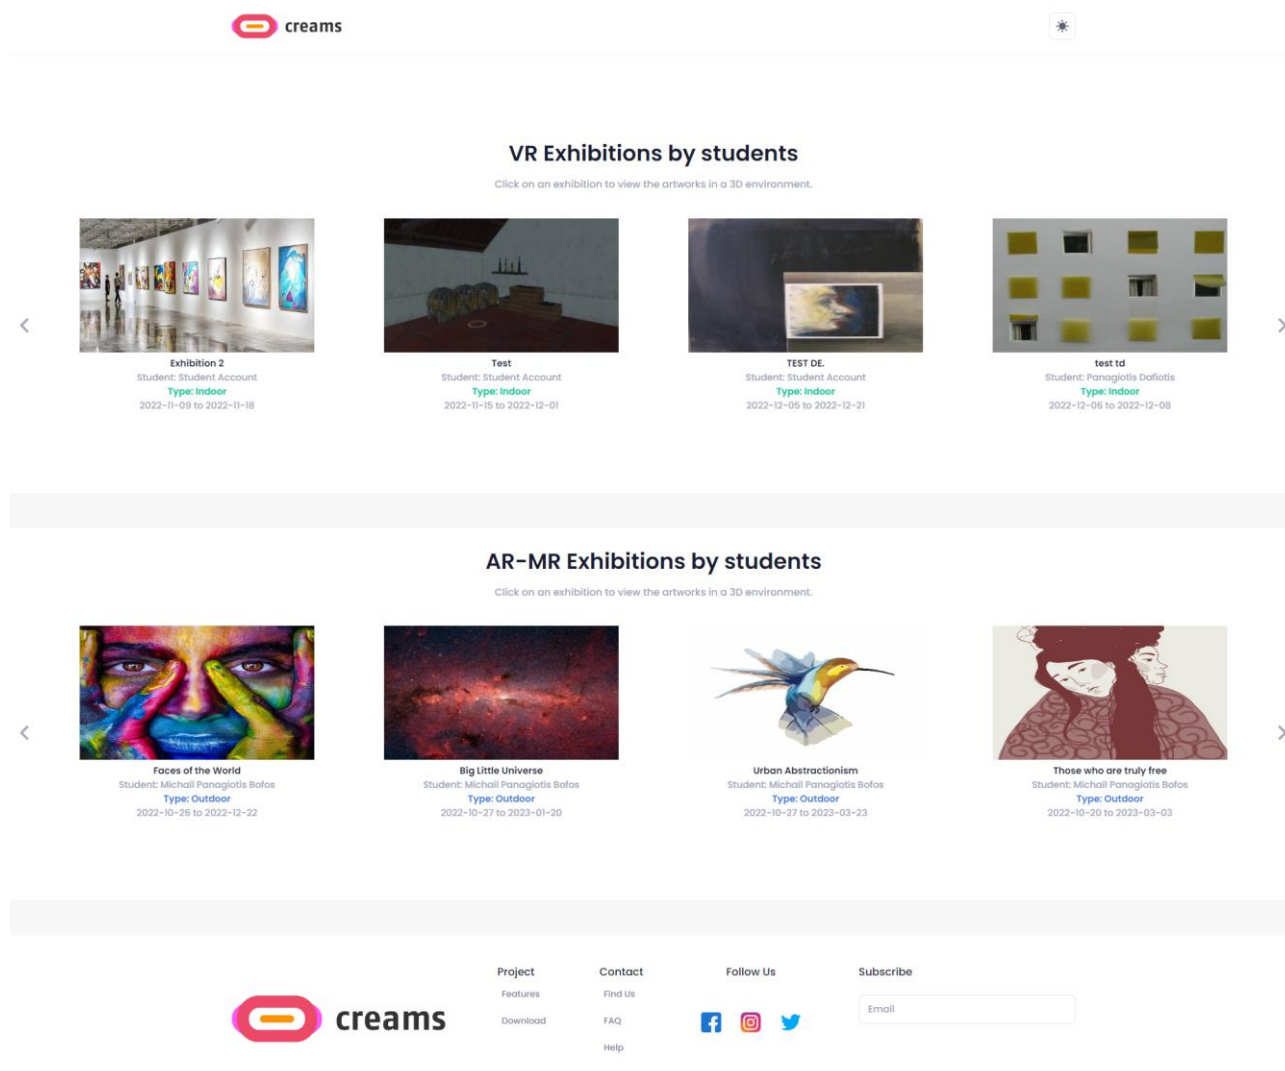 creams
VR Exhibitions by students
Click on an exhibition to view the artworks in a 3D environment.
Exhibition 2
Student: Student Account
Type: Indoor
2022-11-09 to 2022-11-18
Test
Student: Student Account
Type: Indoor
2022-11-15 to 2022-12-01
TEST DE.
Student: Student Account
Type: Indoor
2022-12-05 to 2022-12-21
test td
Student: Panagiotis Dafiotis
Type: Indoor
2022-12-06 to 2022-12-08
AR-MR Exhibitions by students
Click on an exhibition to view the artworks in a 3D environment.
Faces of the World
Student: Michail Panagiotis Bofos
Type: Outdoor
2022-10-26 to 2022-12-22
Big Little Universe
Student: Michail Panagiotis Bofos
Type: Outdoor
2022-10-27 to 2023-01-20
Urban Abstractionism
Student: Michail Panagiotis Bofos
Type: Outdoor
2022-10-27 to 2023-03-23
Those who are truly free
Student: Michail Panagiotis Bofos
Type: Outdoor
2022-10-20 to 2023-03-03
creams
Project
Features
Download
Contact
Find Us
FAQ
Help
Follow Us
Subscribe
Email